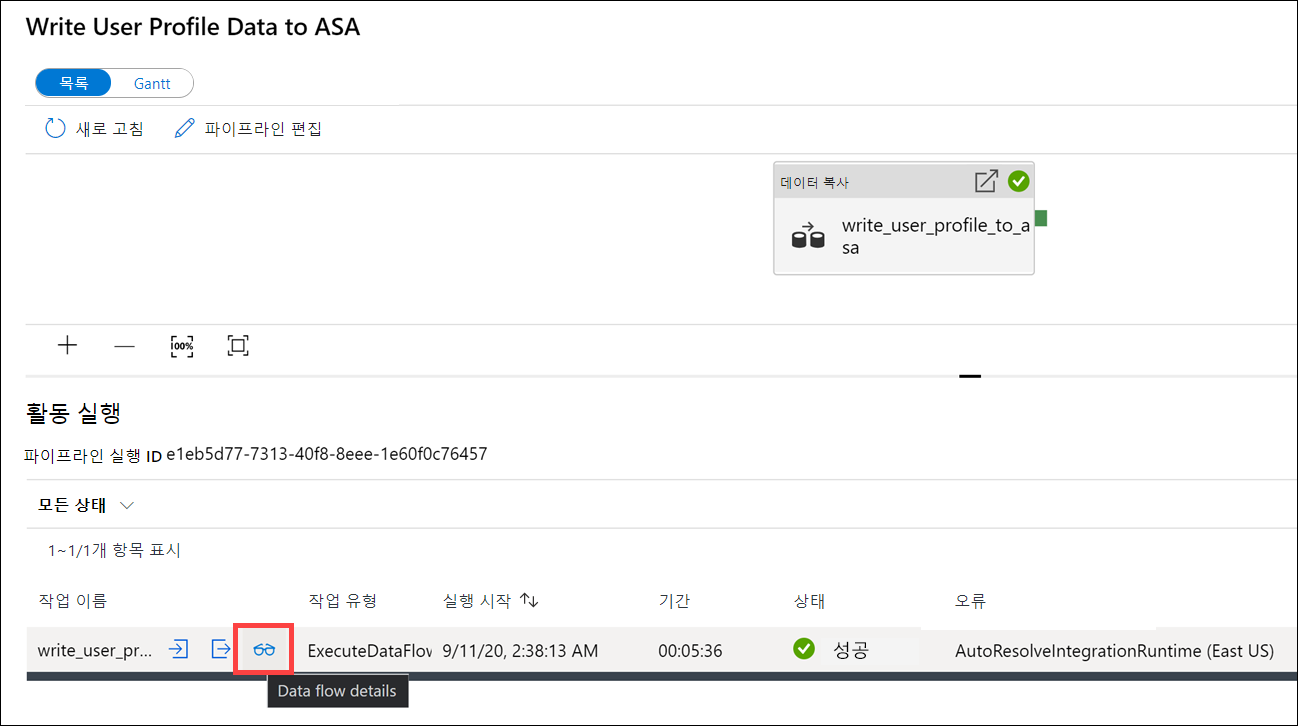 Write User Profile Data to ASA
목록 Gantt
새로 고침 파이프라인 편집
데이터 복사
write_user_profile_to_a
sa
100%
활동 실행
파이프라인 실행 ID e1eb5d77-7313-40f8-8eee-1e60f0c76457
모든 상태
1~1/1개 항목 표시
작업 이름 작업 유형 실행 시작 기간 상태 오류
write_user_pr... ExecuteDataFlov 9/11/20, 2:38:13 AM 00:05:36 성공 AutoResolveIntegrationRuntime (East US)
Data flow details